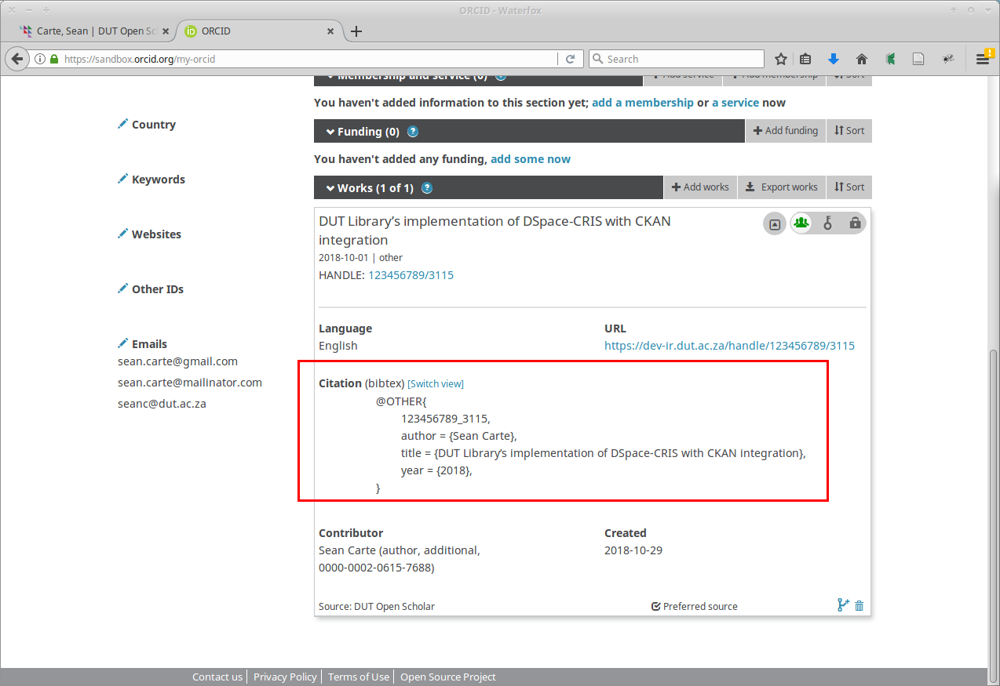 ORCID - Waterfox
Carte, Sean | DUT Open Sc
iD ORCID
https://sandbox.orcid.org/my-orcid
Search
Membership and service (0) ? Add service Add membership Sort
You haven't added information to this section yet; add a membership or a service now
Country
Funding (0) ? Add funding Sort
You haven't added any funding, add some now
Keywords
Works (1 of 1) ? Add works Export works Sort
DUT Library’s implementation of DSpace-CRIS with CKAN
integration
Websites
2018-10-01 | other
HANDLE: 123456789/3115
Other IDs
Language URL
English https://dev-ir.dut.ac.za/handle/123456789/3115
Emails
sean.carte@gmail.com
sean.carte@mailinator.com
seanc@dut.ac.za
Citation (bibtex) [Switch view]
@OTHER{
123456789_3115,
author = {Sean Carte},
title = {DUT Library’s implementation of DSpace-CRIS with CKAN integration},
year = {2018},
}
Contributor Created
Sean Carte (author, additional, 2018-10-29
0000-0002-0615-7688)
Source: DUT Open Scholar Preferred source
Contact us Privacy Policy Terms of Use Open Source Project